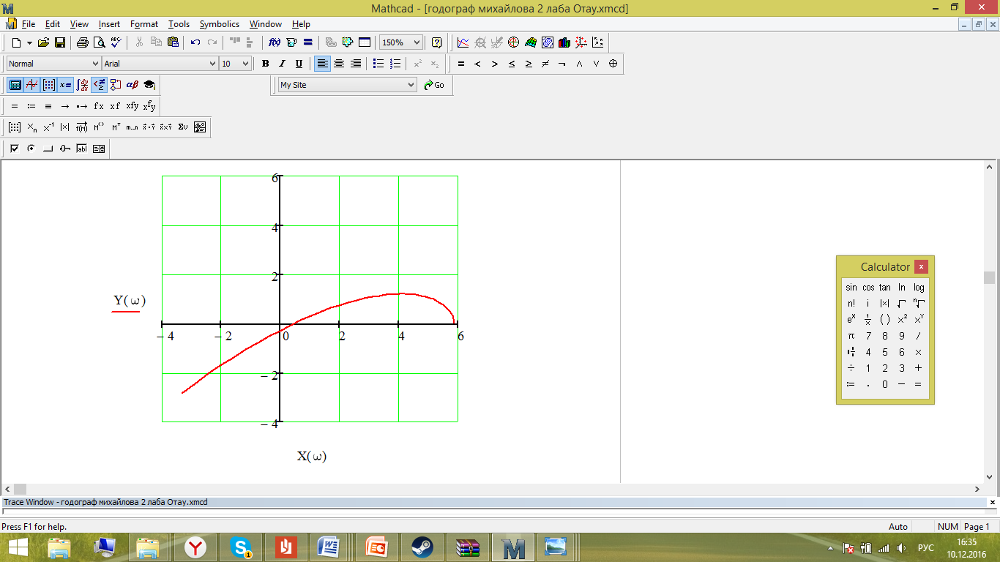 Mathcad - [годограф михайлова 2 лаба Отау.xmcd]
File Edit View Insert Format Tools Symbolics Window Help
150%
Normal Arial 10 B I U
= < > ≤ ≥ ≠ ¬ ∧ ∨ ⊕
My Site Go
= := ≡ → •→ fx xf xfy xfy
6
4
2
Y(ω)
-4 -2 0 2 4 6
-2
-4
X(ω)
Calculator
sin cos tan ln log
n! i |×| √ ⁿ√
eˣ 1/x ( ) x² xʸ
π 7 8 9 /
4 5 6 ×
÷ 1 2 3 +
:= . 0 − =
Trace Window - годограф михайлова 2 лаба Отау.xmcd
Press F1 for help.
Auto NUM Page 1
РУС
16:35
10.12.2016